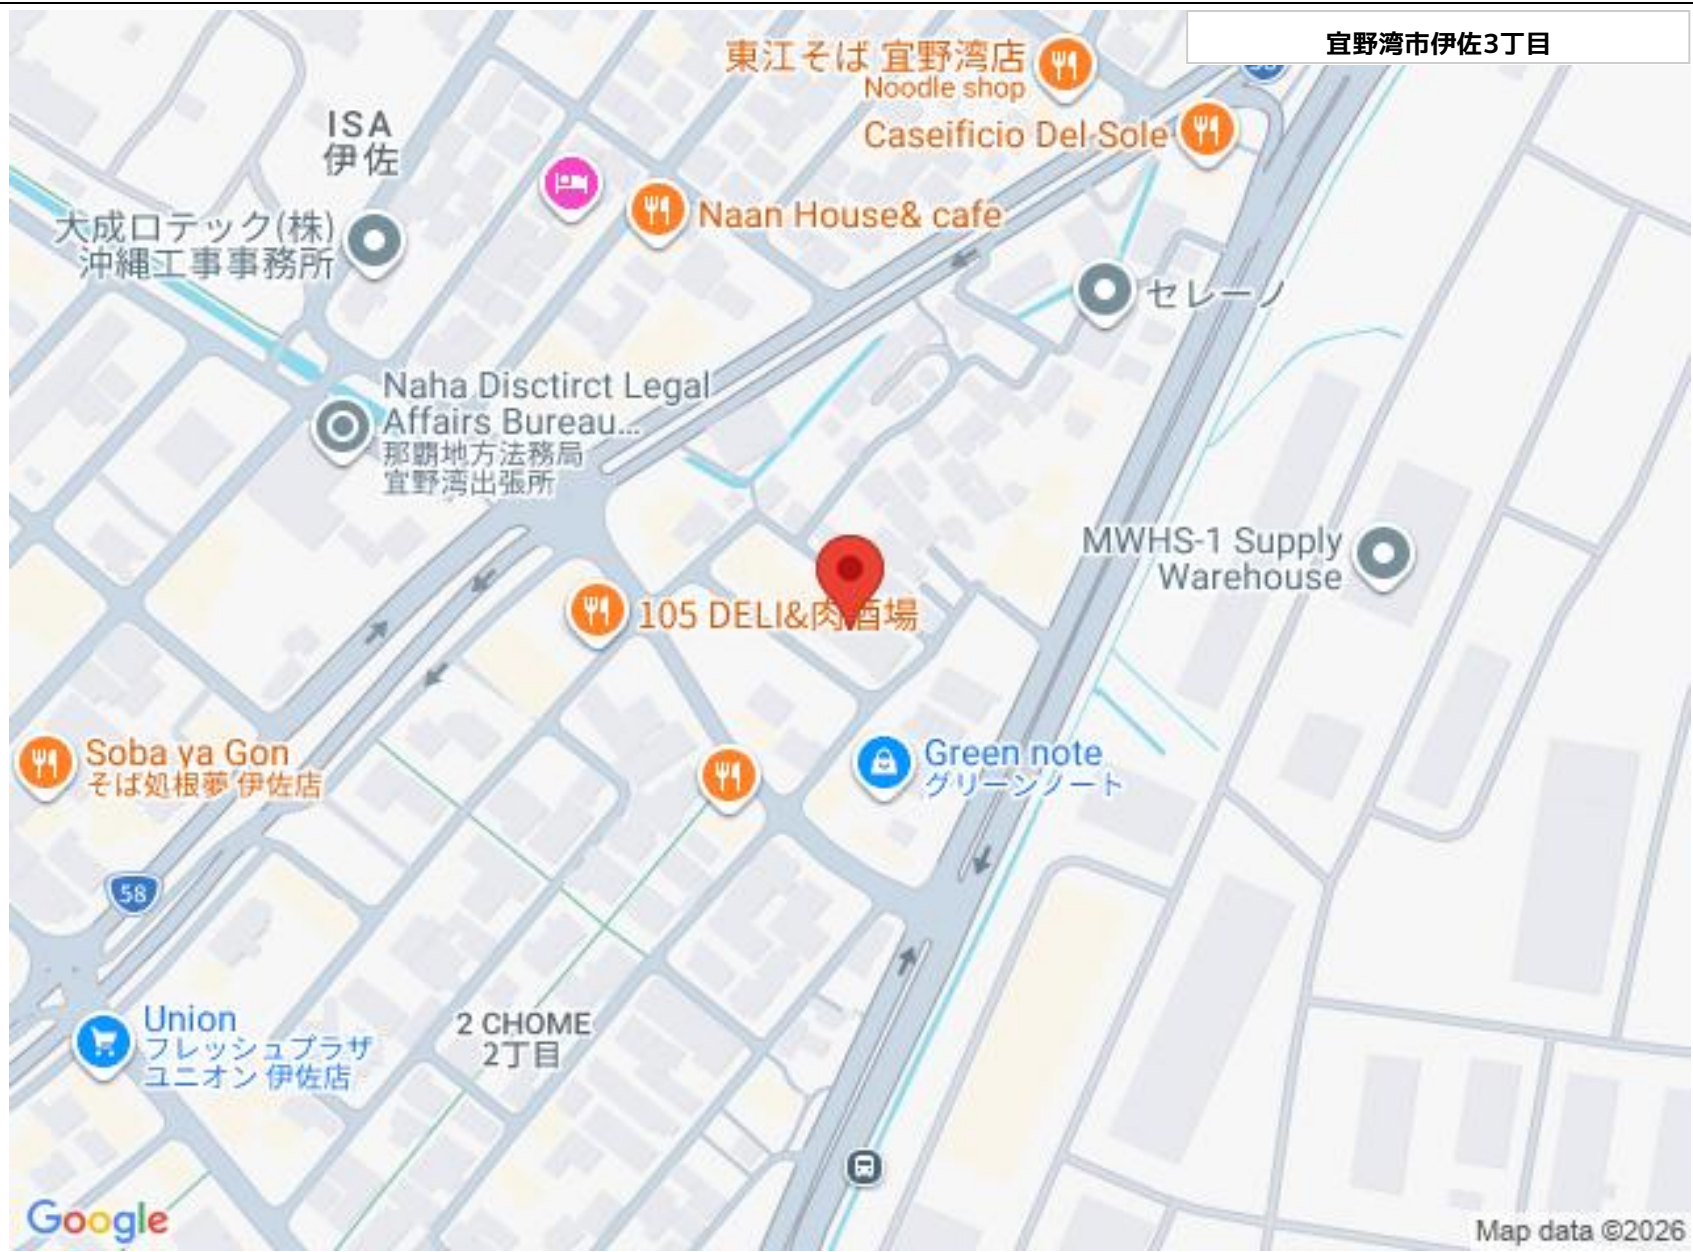 宜野湾市伊佐3丁目
東江そば 宜野湾店
Noodle shop
Caseificio Del Sole
ISA
伊佐
Naan House& cafe
大成ロテック(株)
沖縄工事事務所
セレーノ
Naha Disctirct Legal
Affairs Bureau...
那覇地方法務局
宜野湾出張所
MWHS-1 Supply
Warehouse
105 DELI&肉酒場
Soba ya Gon
そば処根夢 伊佐店
Green note
グリーンノート
58
Union
フレッシュプラザ
ユニオン 伊佐店
2 CHOME
2丁目
Google
Map data ©2026